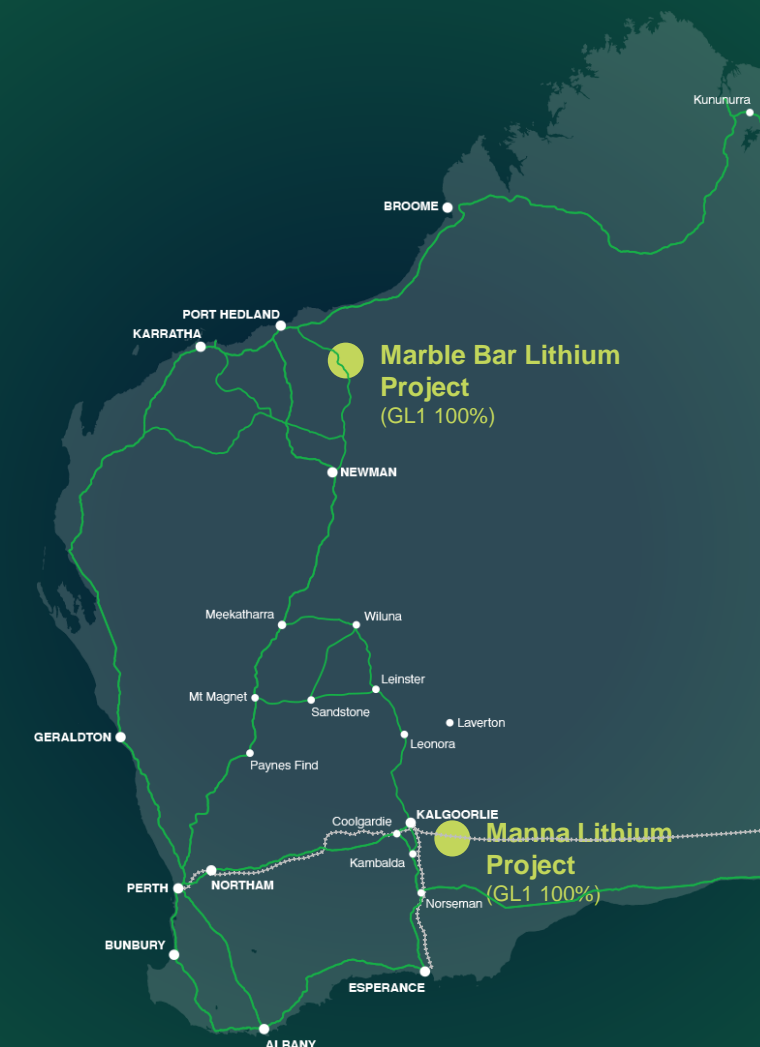 Kununurra
BROOME
PORT HEDLAND
KARRATHA
Marble Bar Lithium
Project
(GL1 100%)
NEWMAN
Meekatharra
Wiluna
Leinster
Mt Magnet
Sandstone
Laverton
GERALDTON
Leonora
Paynes Find
KALGOORLIE
Coolgardie
Manna Lithium
Project
(GL1 100%)
Kambalda
NORTHAM
PERTH
Norseman
BUNBURY
ESPERANCE
ALBANY